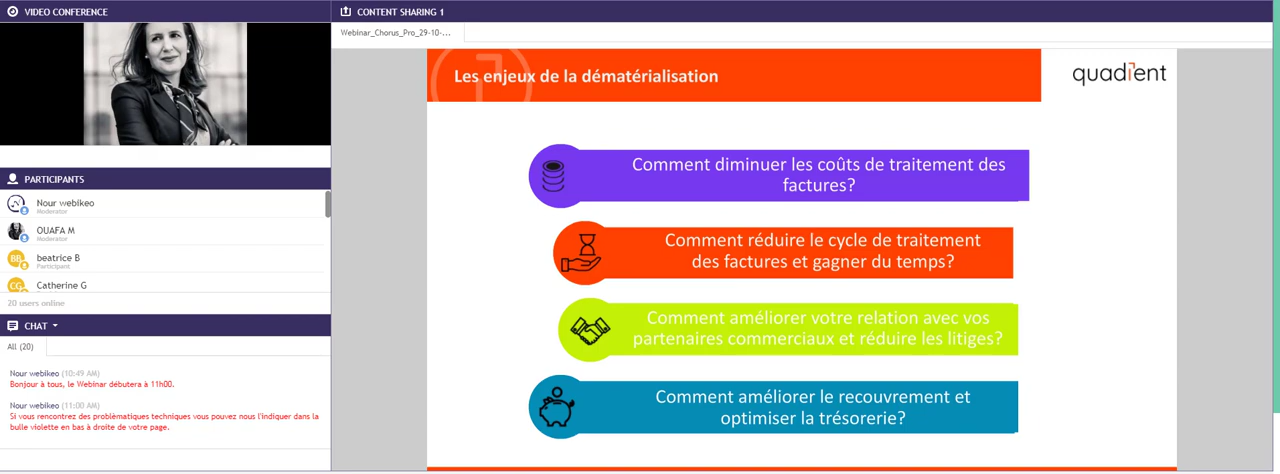 VIDEO CONFERENCE
PARTICIPANTS
Nour webikeo
Moderator
OUAFA M
Moderator
BB
beatrice B
Participant
CG
Catherine G
20 users online
CHAT
All (20)
Nour webikeo (10:49 AM)
Bonjour à tous, le Webinar débutera à 11h00.
Nour webikeo (11:00 AM)
Si vous rencontrez des problèmatiques techniques vous pouvez nous l'indiquer dans la
bulle violette en bas à droite de votre page.
CONTENT SHARING 1
Webinar_Chorus_Pro_29-10-...
Les enjeux de la dématérialisation
quadient
Comment diminuer les coûts de traitement des
factures?
Comment réduire le cycle de traitement
des factures et gagner du temps?
Comment améliorer votre relation avec vos
partenaires commerciaux et réduire les litiges?
Comment améliorer le recouvrement et
optimiser la trésorerie?